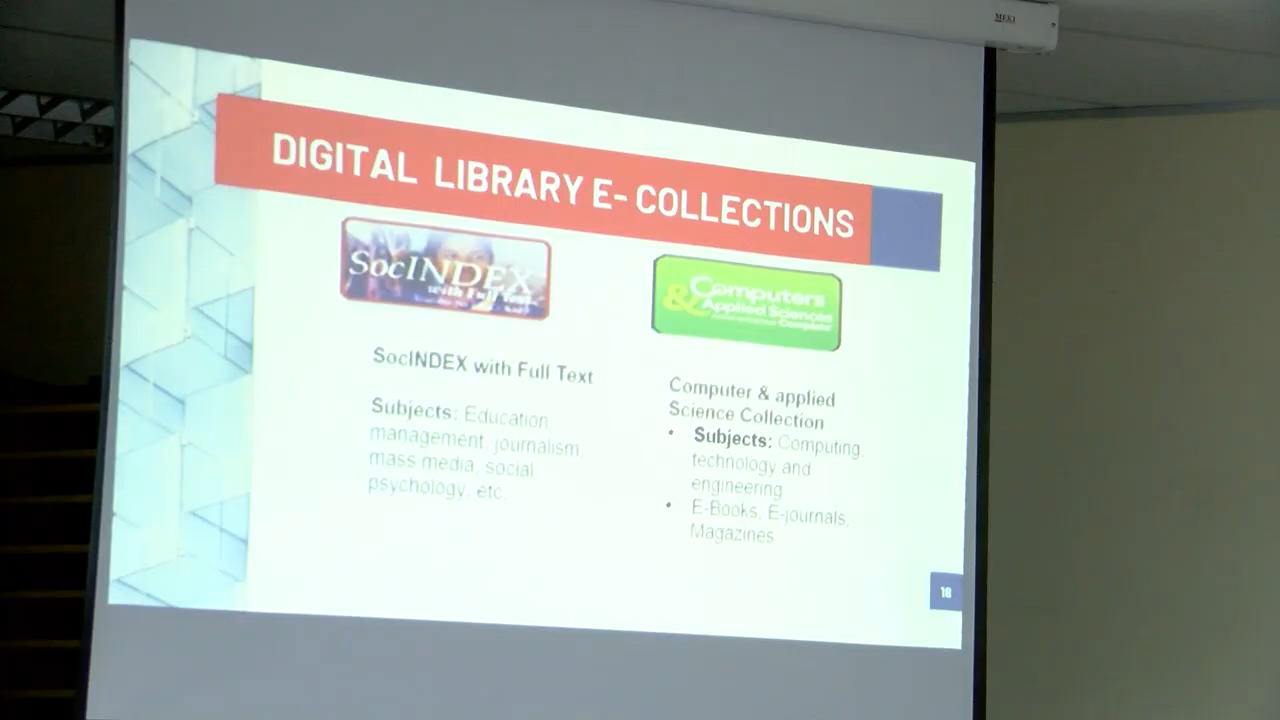 MEKI
DIGITAL LIBRARY E- COLLECTIONS
SocINDEX
with Full Text
Computers
& Applied Sciences
Complete
SocINDEX with Full Text
Subjects: Education
management, journalism,
mass media, social
psychology, etc.
Computer & applied
Science Collection
• Subjects: Computing,
technology and
engineering
• E-Books, E-journals,
Magazines
18